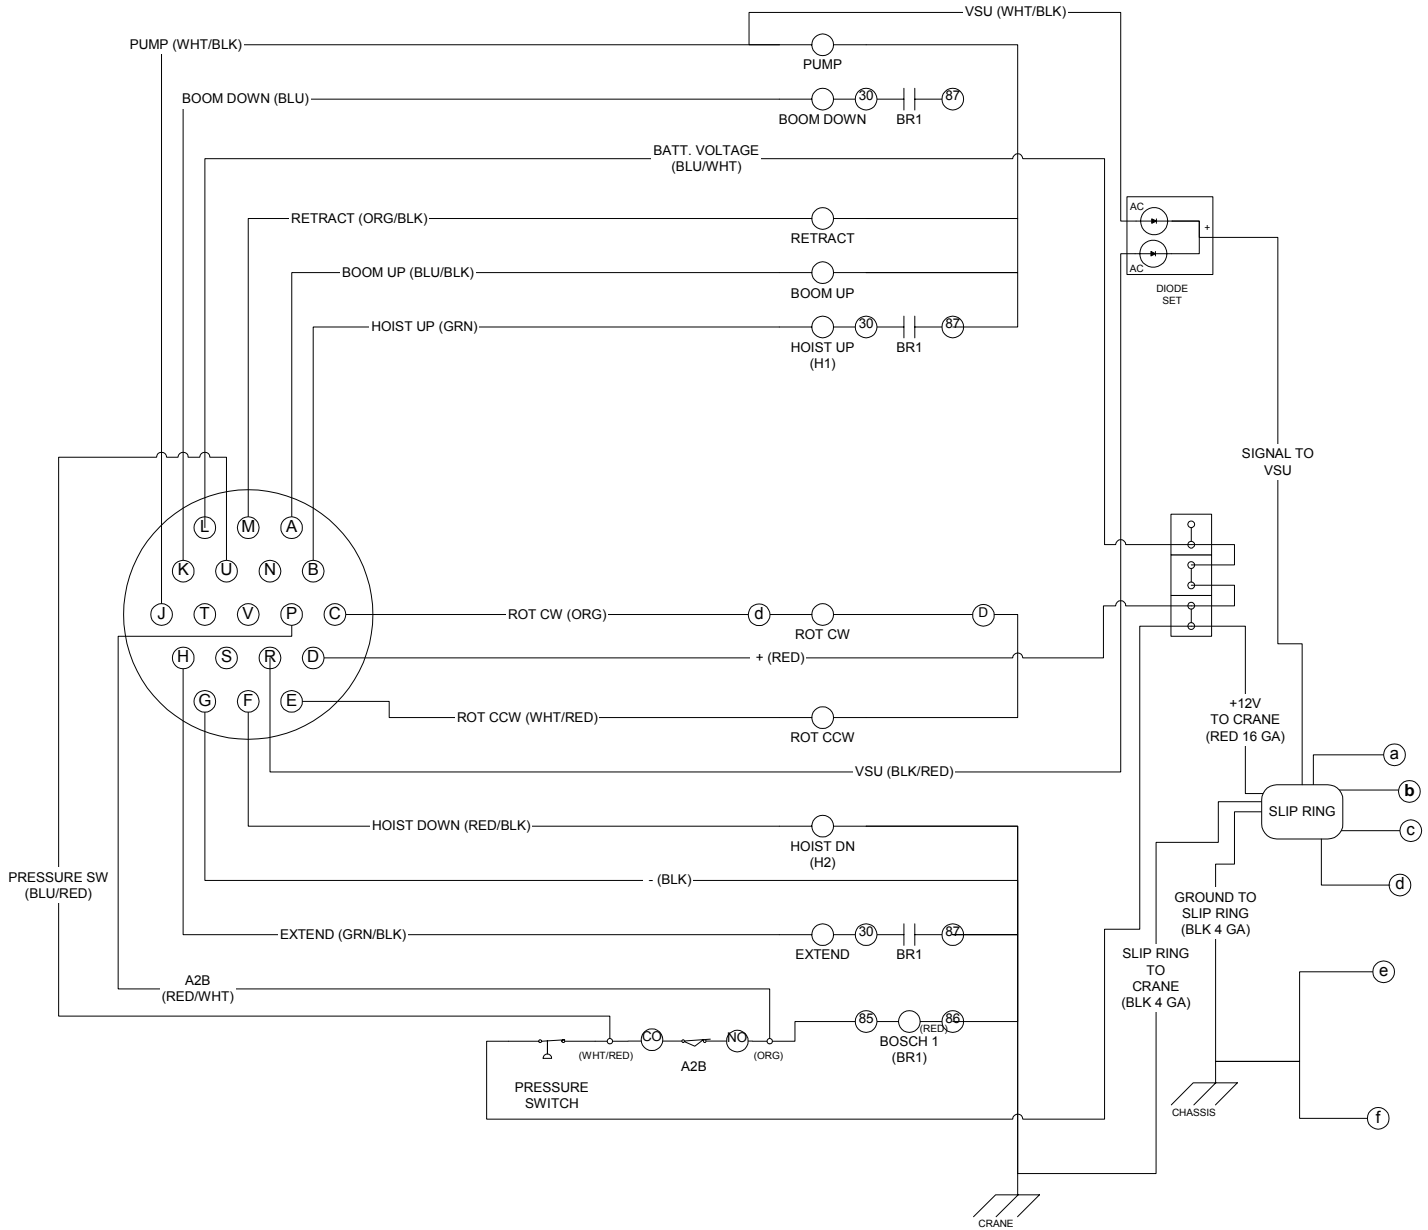 VSU (WHT/BLK)
PUMP (WHT/BLK)
PUMP
BOOM DOWN (BLU)
30
87
BOOM DOWN
BR1
BATT. VOLTAGE
(BLU/WHT)
AC
+
AC
DIODE
SET
RETRACT (ORG/BLK)
RETRACT
BOOM UP (BLU/BLK)
BOOM UP
HOIST UP (GRN)
30
87
HOIST UP
(H1)
BR1
SIGNAL TO
VSU
L
M
A
K
U
N
B
J
T
V
P
C
H
S
R
D
G
F
E
ROT CW (ORG)
d
ROT CW
D
+ (RED)
ROT CCW (WHT/RED)
ROT CCW
+12V
TO CRANE
(RED 16 GA)
VSU (BLK/RED)
SLIP RING
a
b
c
d
HOIST DOWN (RED/BLK)
HOIST DN
(H2)
PRESSURE SW
(BLU/RED)
- (BLK)
GROUND TO
SLIP RING
(BLK 4 GA)
EXTEND (GRN/BLK)
30
87
EXTEND
BR1
SLIP RING
TO
CRANE
(BLK 4 GA)
e
A2B
(RED/WHT)
85
86
(RED)
BOSCH 1
(BR1)
CO
NO
(WHT/RED)
A2B
(ORG)
PRESSURE
SWITCH
CHASSIS
f
CRANE